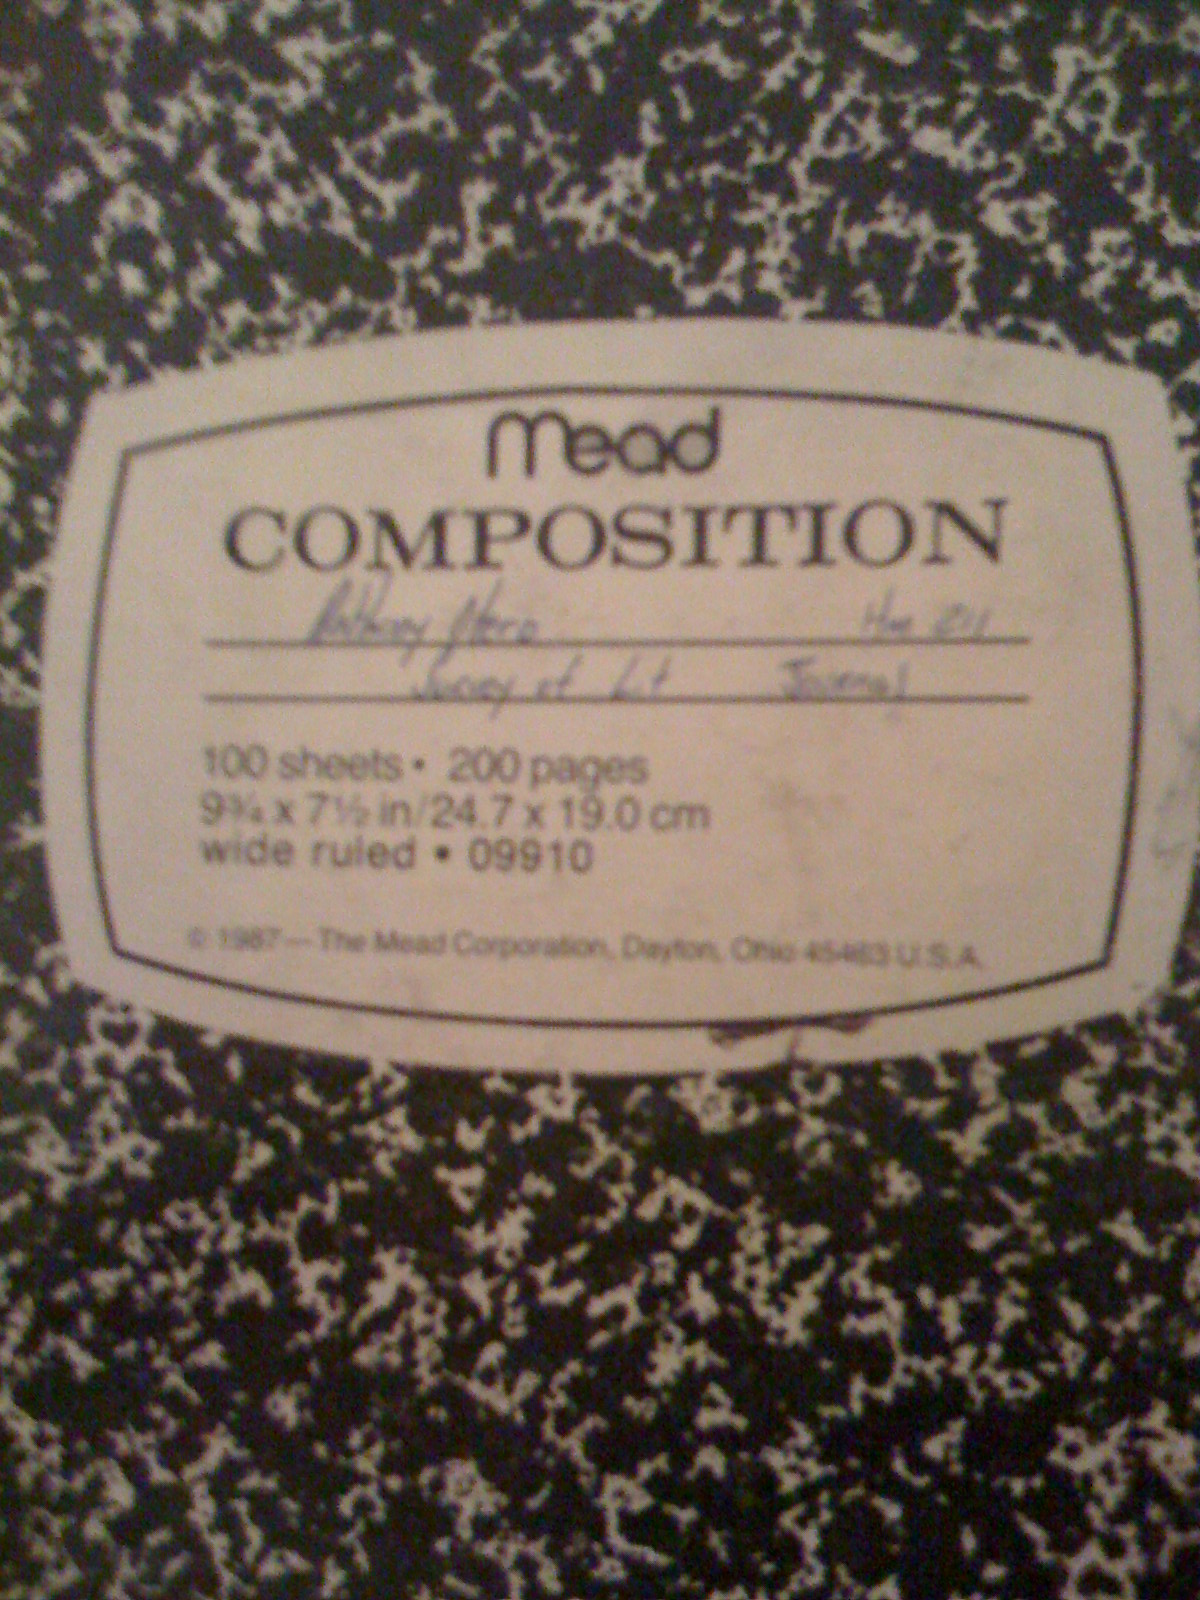 Mead
COMPOSITION
Anthony
Survey of Lit Journal
100 sheets • 200 pages
9¾ x 7½ in/24.7 x 19.0 cm
wide ruled • 09910
© 1987 — The Mead Corporation, Dayton, Ohio 45463 U.S.A.